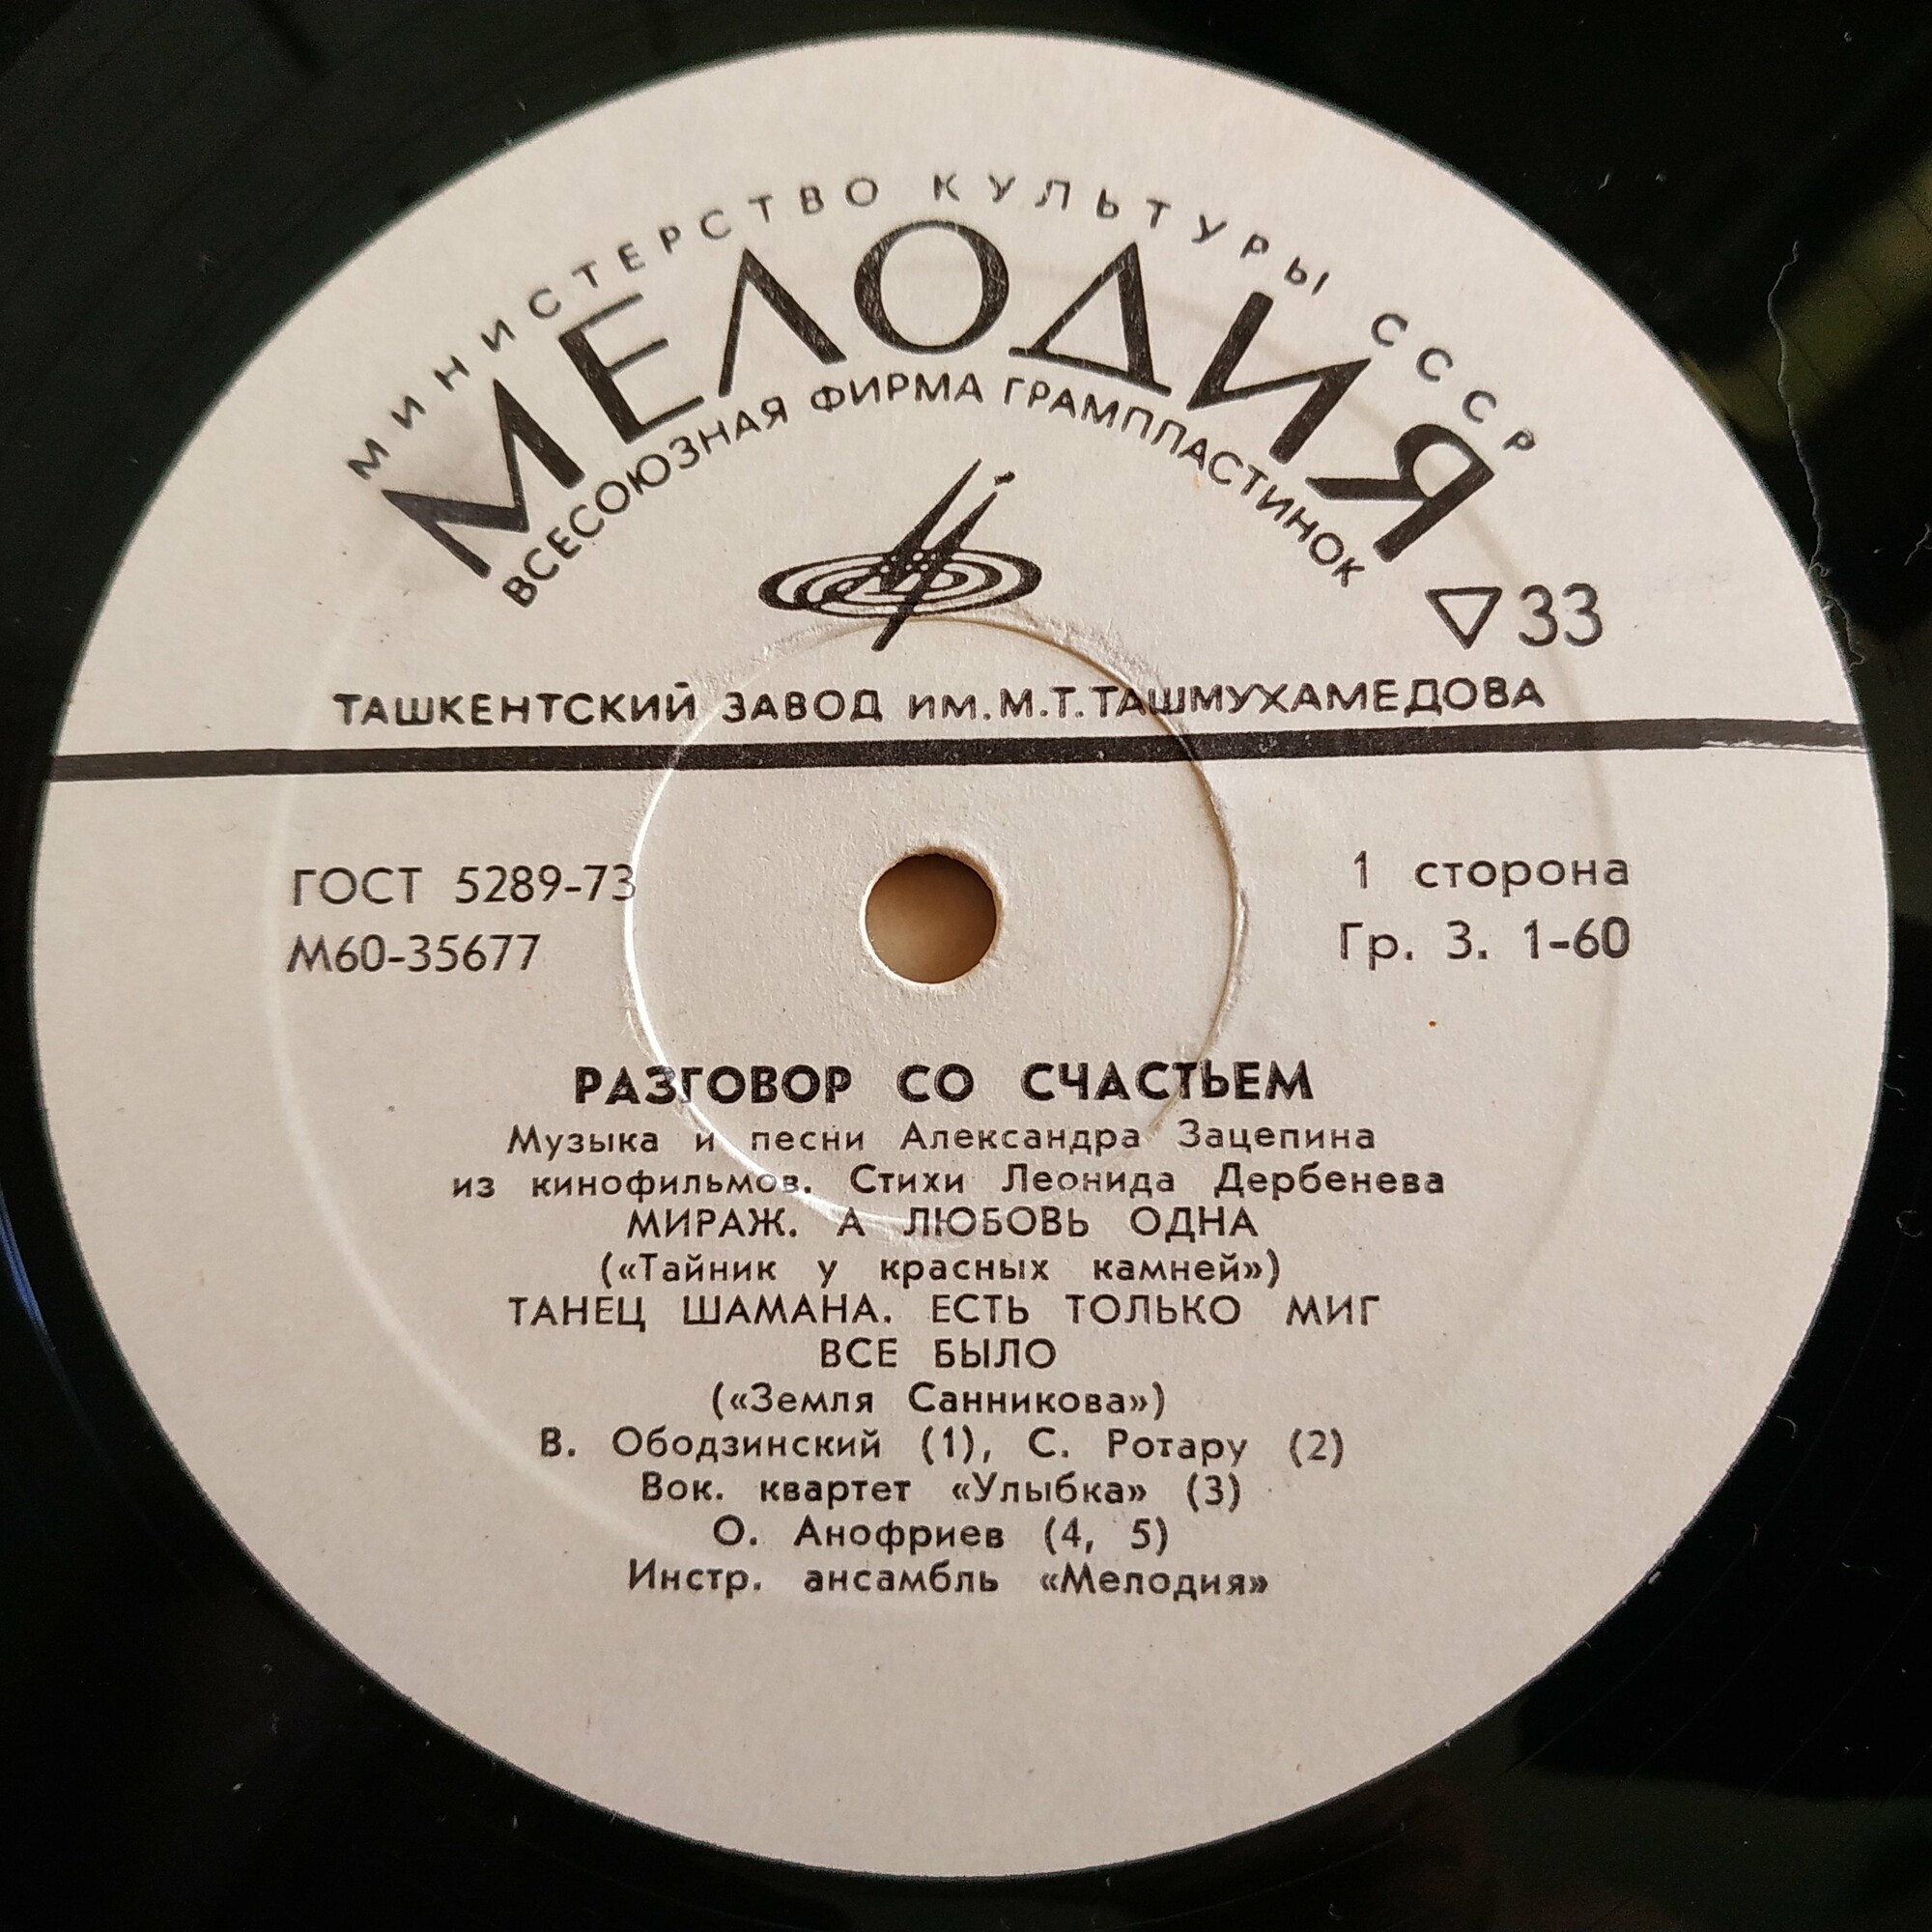 МИНИСТЕРСТВО КУЛЬТУРЫ СССР
МЕЛОДИЯ
ВСЕСОЮЗНАЯ ФИРМА ГРАМПЛАСТИНОК
33
ТАШКЕНТСКИЙ ЗАВОД ИМ.М.Т.ТАШМУХАМЕДОВА
ГОСТ 5289-73
М60-35677
1 сторона
Гр. 3. 1-60
РАЗГОВОР СО СЧАСТЬЕМ
Музыка и песни Александра Зацепина
из кинофильмов. Стихи Леонида Дербенева
МИРАЖ. А ЛЮБОВЬ ОДНА
(«Тайник у красных камней»)
ТАНЕЦ ШАМАНА. ЕСТЬ ТОЛЬКО МИГ
ВСЕ БЫЛО
(«Земля Санникова»)
В. Ободзинский (1), С. Ротару (2)
Вок. квартет «Улыбка» (3)
О. Анофриев (4, 5)
Инстр. ансамбль «Мелодия»